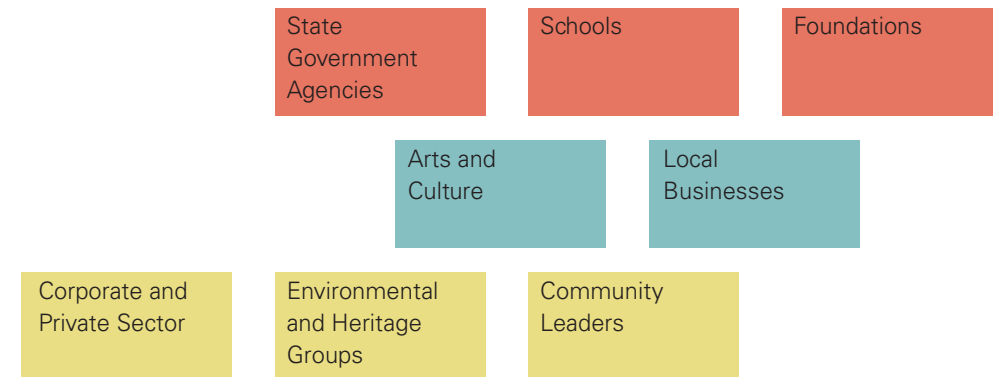 State
Government
Agencies
Schools
Foundations
Arts and
Culture
Local
Businesses
Corporate and
Private Sector
Environmental
and Heritage
Groups
Community
Leaders